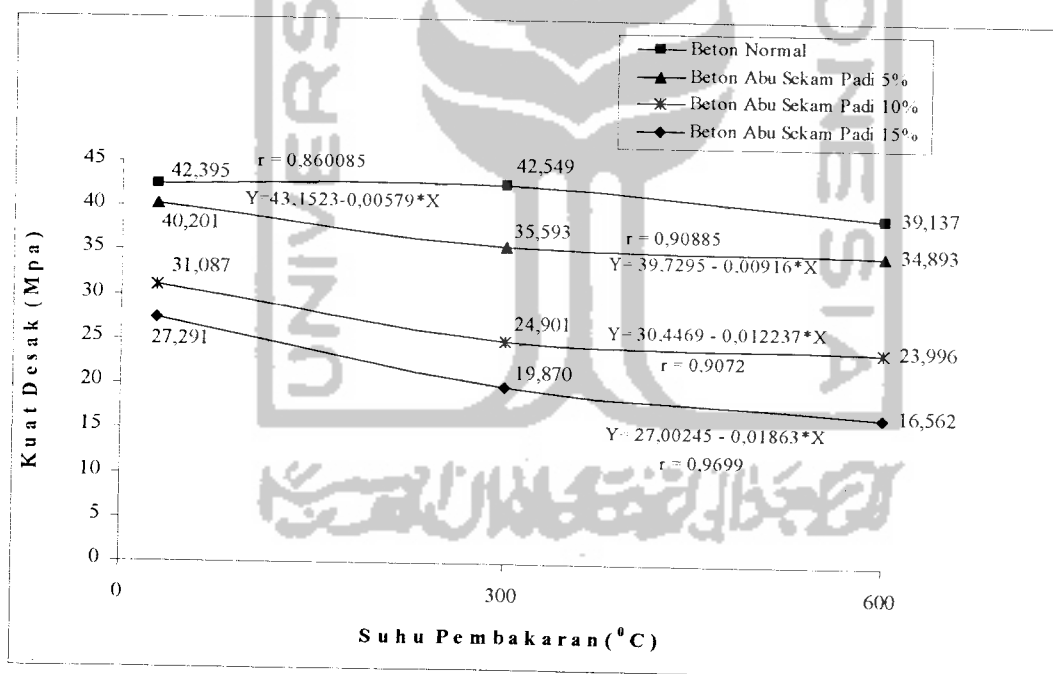 Beton Normal
Beton Abu Sekam Padi 5%
Beton Abu Sekam Padi 10%
Beton Abu Sekam Padi 15%
45
40
35
30
25
20
15
10
5
0
Kuat Desak (Mpa)
42,395
r = 0,860085
42,549
Y=43,1523-0,00579*X
39,137
40,201
35,593
r = 0,90885
Y=39,7295 - 0,00916*X
34,893
31,087
24,901
Y=30,4469 - 0,012237*X
23,996
r = 0,9072
27,291
19,870
16,562
Y=27,00245 - 0,01863*X
r = 0,9699
0
300
600
Suhu Pembakaran(⁰C)
UNIVERS